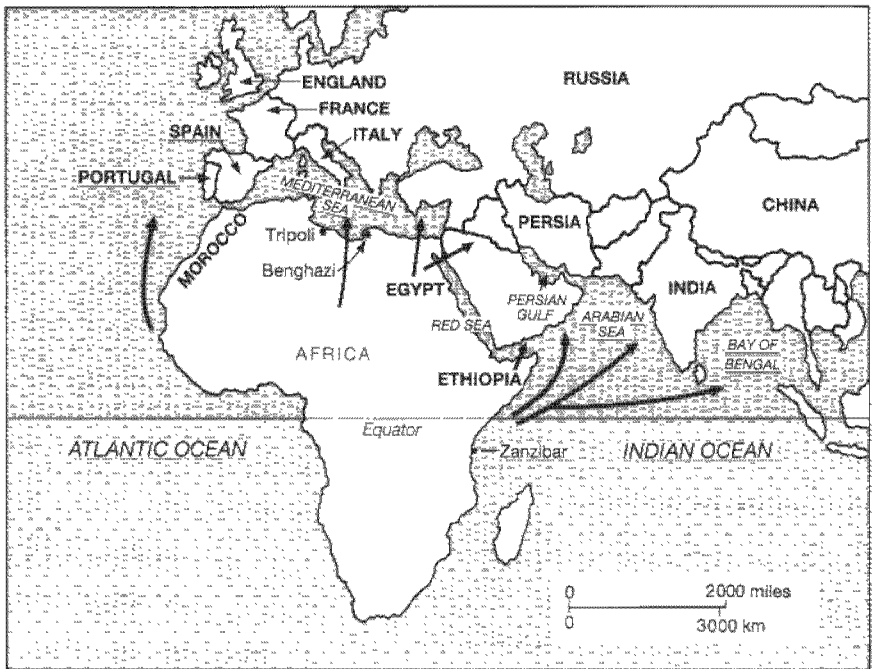 RUSSIA
ENGLAND
FRANCE
SPAIN
ITALY
PORTUGAL
MEDITERRANEAN
SEA
PERSIA
CHINA
MOROCCO
Tripoli
Benghazi
EGYPT
INDIA
PERSIAN
GULF
ARABIAN
SEA
RED SEA
BAY OF
BENGAL
AFRICA
ETHIOPIA
Equator
ATLANTIC OCEAN
Zanzibar
INDIAN OCEAN
0 2000 miles
0 3000 km